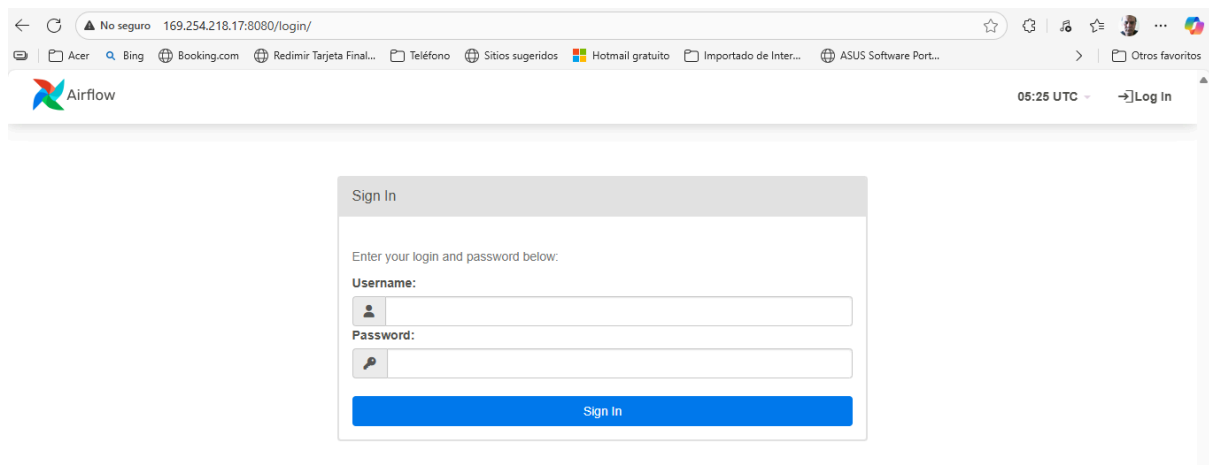 No seguro 169.254.218.17:8080/login/
Acer Bing Booking.com Redimir Tarjeta Final... Teléfono Sitios sugeridos Hotmail gratuito Importado de Inter... ASUS Software Port... Otros favoritos
Airflow 05:25 UTC Log In
Sign In
Enter your login and password below:
Username:
Password:
Sign In